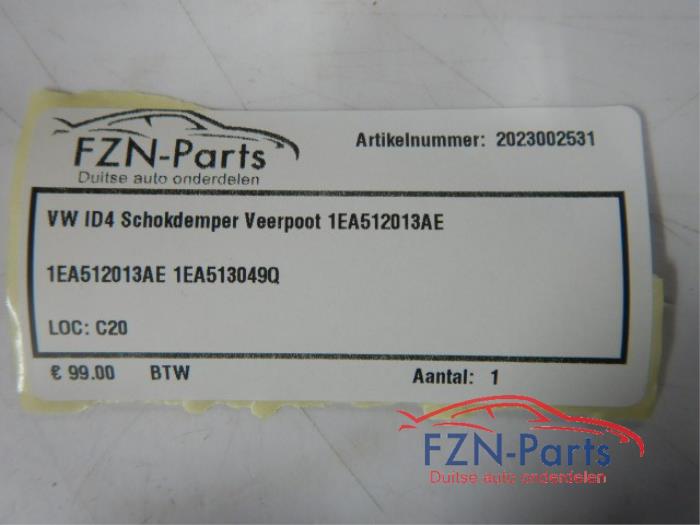 FZN-Parts
Duitse auto onderdelen
Artikelnummer: 2023002531
VW ID4 Schokdemper Veerpoot 1EA512013AE
1EA512013AE 1EA513049Q
LOC: C20
€ 99.00 BTW Aantal: 1
FZN-Parts
Duitse auto onderdelen